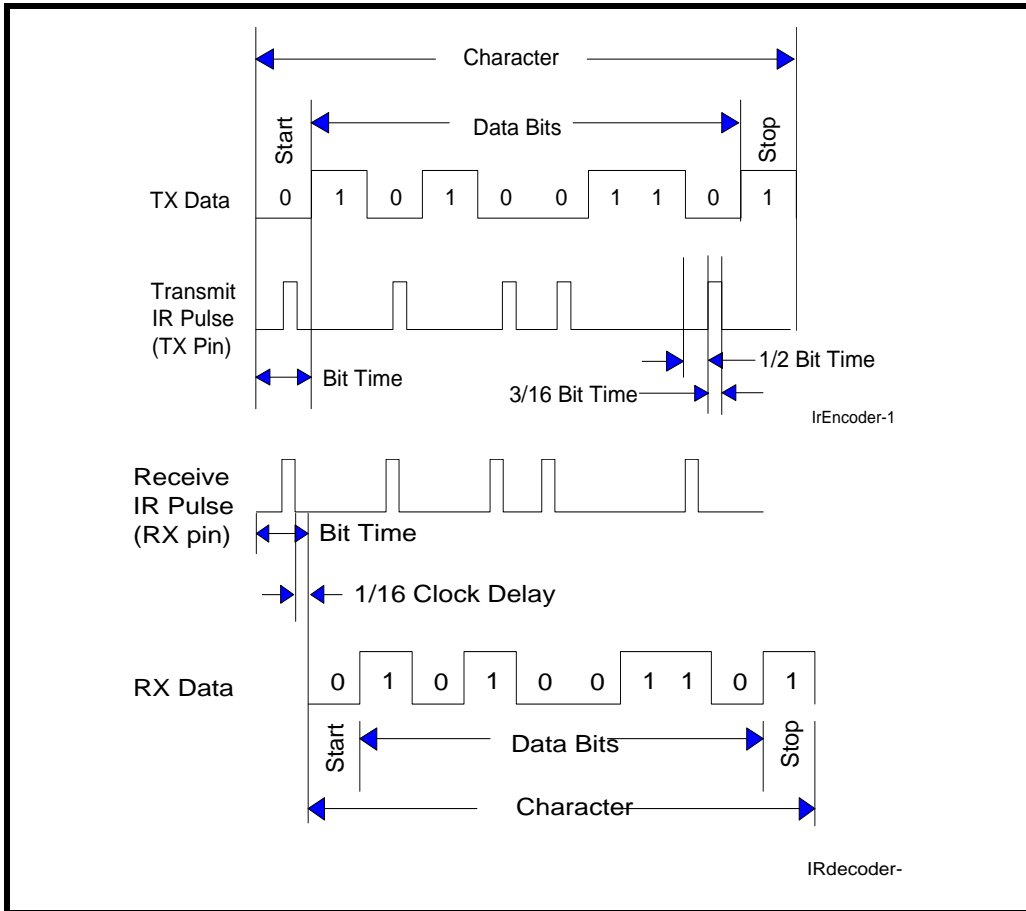 Character
Start
Data Bits
Stop
TX Data
0 1 0 1 0 0 1 1 0 1
Transmit
IR Pulse
(TX Pin)
1/2 Bit Time
Bit Time
3/16 Bit Time
IrEncoder-1
Receive
IR Pulse
(RX pin)
Bit Time
1/16 Clock Delay
RX Data
0 1 0 1 0 0 1 1 0 1
Start
Data Bits
Stop
Character
IRdecoder-